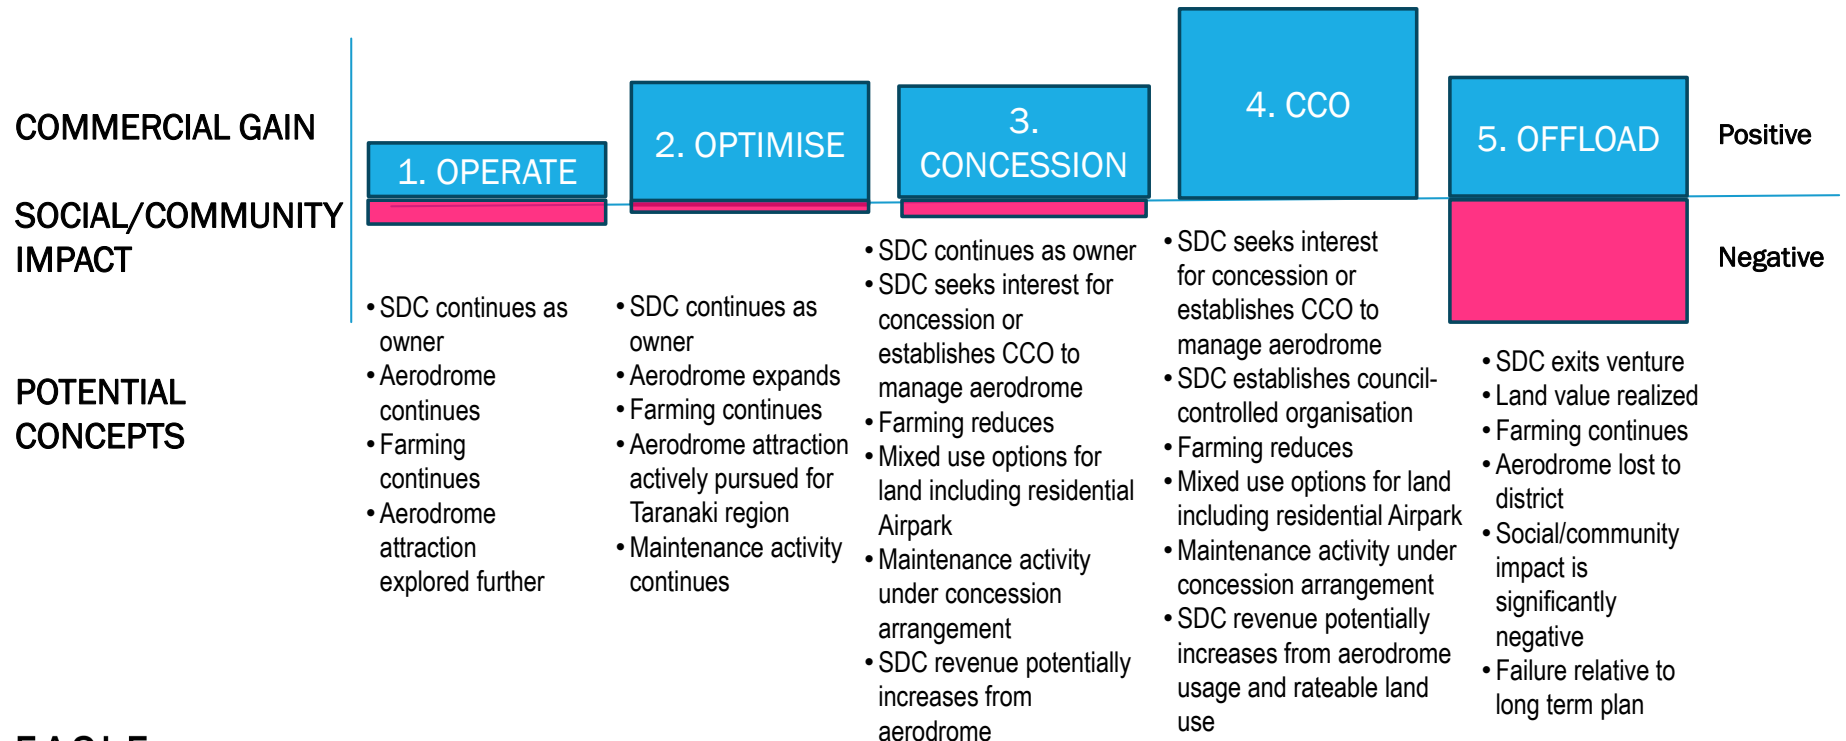 COMMERCIAL GAIN
SOCIAL/COMMUNITY
IMPACT
POTENTIAL
CONCEPTS
1. OPERATE
2. OPTIMISE
3.
CONCESSION
4. CCO
5. OFFLOAD
Positive
Negative
• SDC continues as
owner
• Aerodrome
continues
• Farming
continues
• Aerodrome
attraction
explored further
• SDC continues as
owner
• Aerodrome expands
• Farming continues
• Aerodrome attraction
actively pursued for
Taranaki region
• Maintenance activity
continues
• SDC continues as owner
• SDC seeks interest for
concession or
establishes CCO to
manage aerodrome
• Farming reduces
• Mixed use options for
land including residential
Airpark
• Maintenance activity
under concession
arrangement
• SDC revenue potentially
increases from
aerodrome
• SDC seeks interest
for concession or
establishes CCO to
manage aerodrome
• SDC establishes council-
controlled organisation
• Farming reduces
• Mixed use options for land
including residential Airpark
• Maintenance activity under
concession arrangement
• SDC revenue potentially
increases from aerodrome
usage and rateable land
use
• SDC exits venture
• Land value realized
• Farming continues
• Aerodrome lost to
district
• Social/community
impact is
significantly
negative
• Failure relative to
long term plan